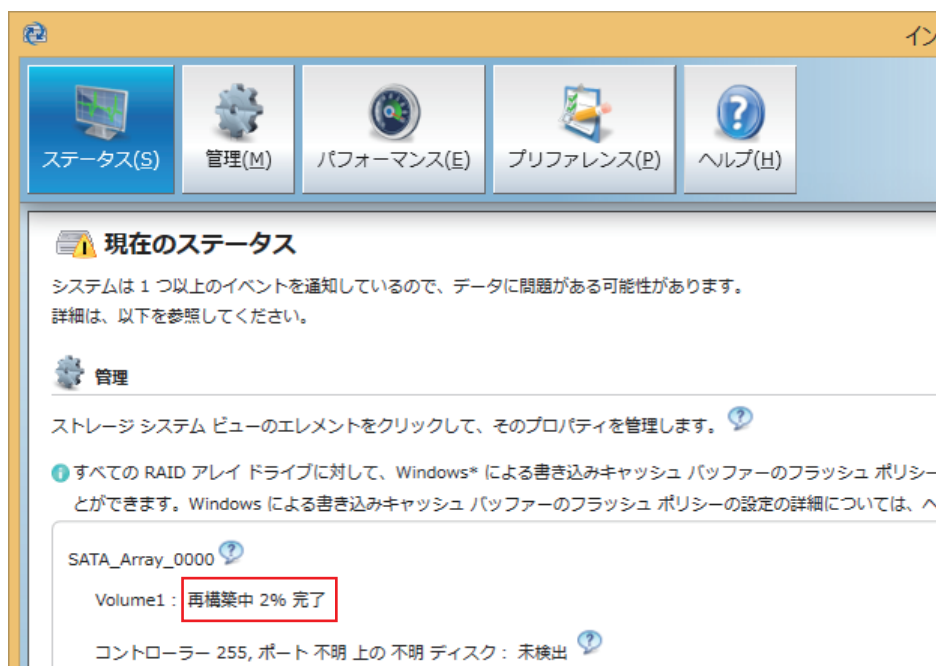 イン
ステータス(S)
管理(M)
パフォーマンス(E)
プリファレンス(P)
ヘルプ(H)
現在のステータス
システムは 1 つ以上のイベントを通知しているので、データに問題がある可能性があります。
詳細は、以下を参照してください。
管理
ストレージ システム ビューのエレメントをクリックして、そのプロパティを管理します。
すべての RAID アレイ ドライブに対して、Windows* による書き込みキャッシュ バッファーのフラッシュ ポリシー
とができます。Windows による書き込みキャッシュ バッファーのフラッシュ ポリシーの設定の詳細については、ヘ
SATA_Array_0000
Volume1 : 再構築中 2% 完了
コントローラー 255, ポート 不明 上の 不明 ディスク : 未検出